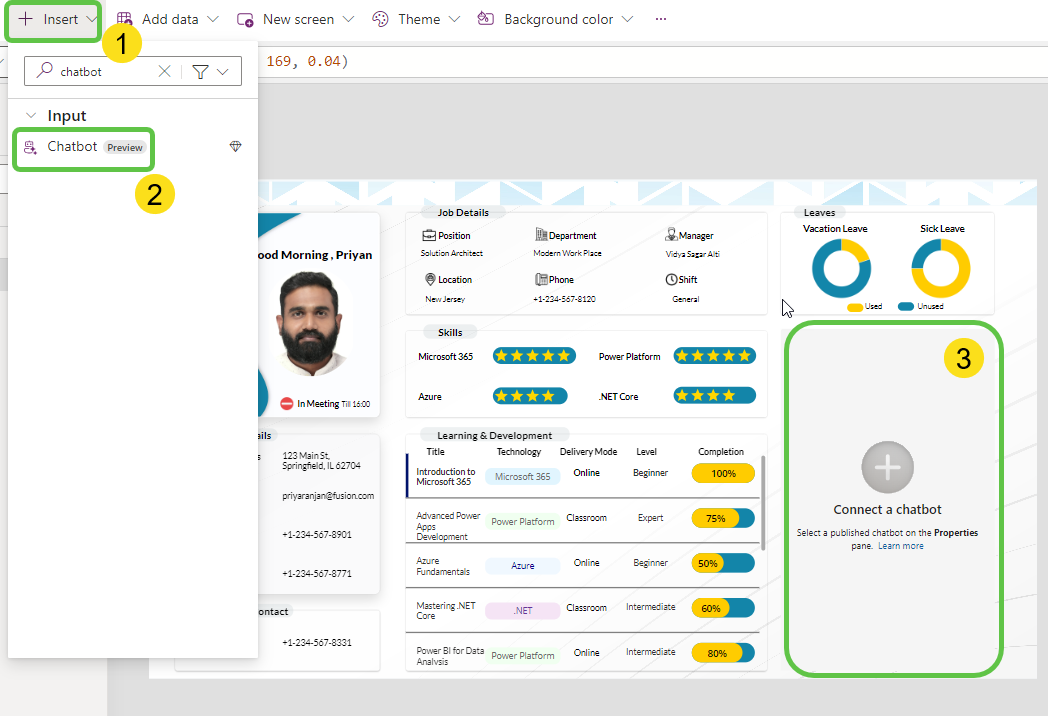 Insert
Add data
New screen
Theme
Background color
1
chatbot
169, 0.04)
Input
Chatbot Preview
2
ood Morning , Priyan
In Meeting Till 16:00
ails
s
123 Main St,
Springfield, IL 62704
priyaranjan@fusion.com
+1-234-567-8901
+1-234-567-8771
ontact
+1-234-567-8331
Job Details
Position
Department
Manager
Solution Architect
Modern Work Place
Vidya Sagar Alti
Location
Phone
Shift
New Jersey
+1-234-567-8120
General
Skills
Microsoft 365
Power Platform
Azure
.NET Core
Learning & Development
Title Technology Delivery Mode Level Completion
Introduction to
Microsoft 365
Microsoft 365
Online
Beginner
100%
Advanced Power
Apps
Development
Power Platform
Classroom
Expert
75%
Azure
Fundamentals
Azure
Online
Beginner
50%
Mastering .NET
Core
.NET
Classroom
Intermediate
60%
Power BI for Data
Analysis
Power Platform
Online
Intermediate
80%
Leaves
Vacation Leave
Sick Leave
Used
Unused
3
Connect a chatbot
Select a published chatbot on the Properties
pane. Learn more